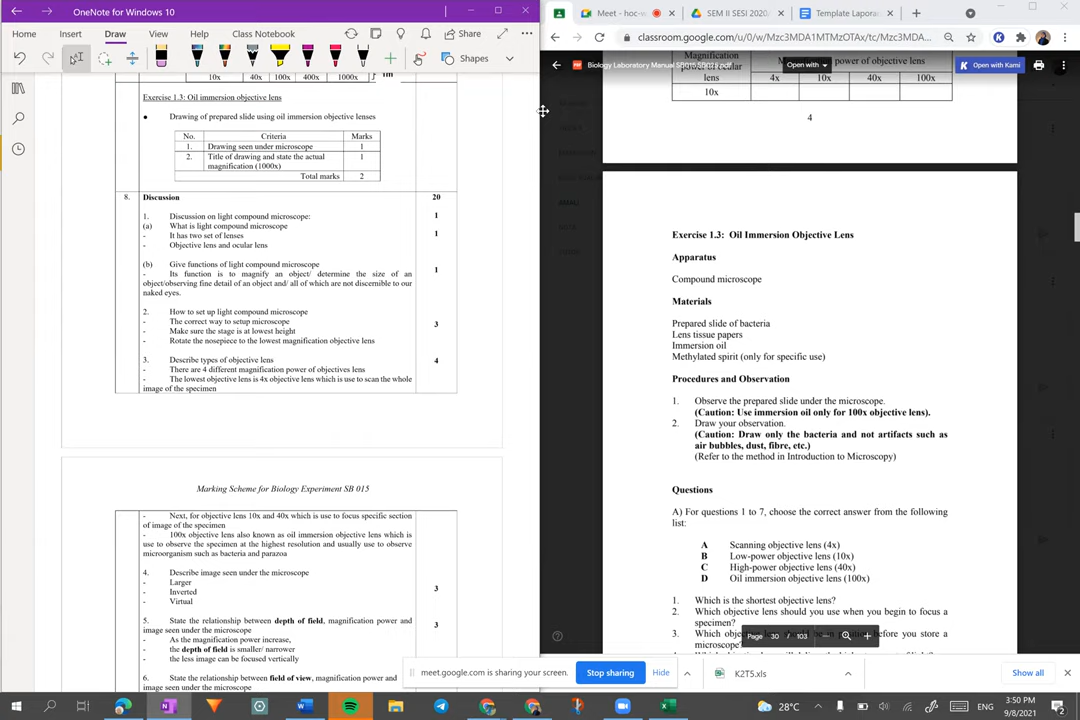 OneNote for Windows 10
Home Insert Draw View Help Class Notebook Share
Shapes
10x 40x 100x 400x 1000x
Exercise 1.3: Oil immersion objective lens
• Drawing of prepared slide using oil immersion objective lenses
No. Criteria Marks
1. Drawing seen under microscope 1
2. Title of drawing and state the actual 1
magnification (1000x)
Total marks 2
8. Discussion 20
1. Discussion on light compound microscope: 1
(a) What is light compound microscope
- It has two set of lenses 1
- Objective lens and ocular lens
(b) Give functions of light compound microscope
- Its function is to magnify an object/ determine the size of an 1
object/observing fine detail of an object and/ all of which are not discernible to our
naked eyes.
2. How to set up light compound microscope
- The correct way to setup microscope 3
- Make sure the stage is at lowest height
- Rotate the nosepiece to the lowest magnification objective lens
3. Describe types of objective lens 4
- There are 4 different magnification power of objectives lens
- The lowest objective lens is 4x objective lens which is use to scan the whole
image of the specimen
Marking Scheme for Biology Experiment SB 015
- Next, for objective lens 10x and 40x which is use to focus specific section
of image of the specimen
- 100x objective lens also known as oil immersion objective lens which is
use to observe the specimen at the highest resolution and usually use to observe
microorganism such as bacteria and parazoa
4. Describe image seen under the microscope
- Larger 3
- Inverted
- Virtual
5. State the relationship between depth of field, magnification power and 3
image seen under the microscope
- As the magnification power increase,
- the depth of field is smaller/ narrower
- the less image can be focused vertically
6. State the relationship between field of view, magnification power and
image seen under the microscope
Meet - hoc-w
SEM II SESI 2020
Template Lapora
classroom.google.com/u/0/w/Mzc3MDA1MTMzOTAx/tc/Mzc3MDA...
PDF Biology Laboratory Manual
Open with
K Open with Kami
Magnification power of objective lens
lens 4x 10x 40x 100x
10x
4
Exercise 1.3: Oil Immersion Objective Lens
Apparatus
Compound microscope
Materials
Prepared slide of bacteria
Lens tissue papers
Immersion oil
Methylated spirit (only for specific use)
Procedures and Observation
1. Observe the prepared slide under the microscope.
(Caution: Use immersion oil only for 100x objective lens).
2. Draw your observation.
(Caution: Draw only the bacteria and not artifacts such as
air bubbles, dust, fibre, etc.)
(Refer to the method in Introduction to Microscopy)
Questions
A) For questions 1 to 7, choose the correct answer from the following
list:
A Scanning objective lens (4x)
B Low-power objective lens (10x)
C High-power objective lens (40x)
D Oil immersion objective lens (100x)
1. Which is the shortest objective lens?
2. Which objective lens should you use when you begin to focus a
specimen?
3. Which before you store a
microscope?
Page 30 / 103
meet.google.com is sharing your screen. Stop sharing Hide
K2T5.xls
Show all
28°C ENG 3:50 PM
9/8/2021